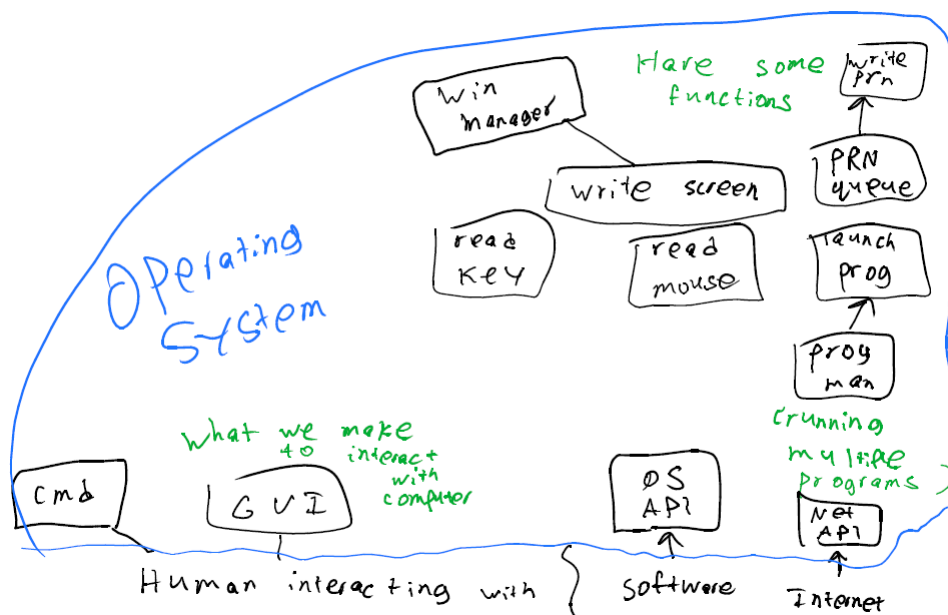 Have some
functions
write
prn
Win
manager
PRN
queue
write screen
read
key
read
mouse
launch
prog
Operating
System
prog
man
(running
multiple
programs)
What we make
to interact
with
computer
cmd
GUI
OS
API
Net
API
Human interacting with { software
Internet